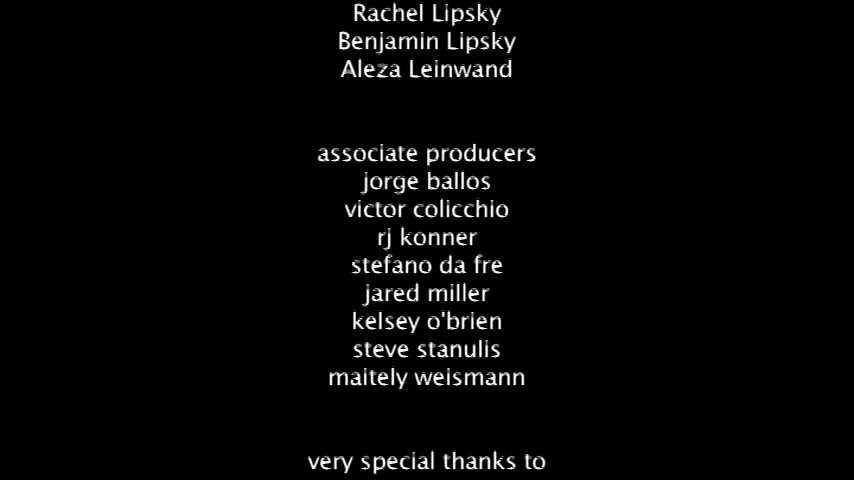 Rachel Lipsky
Benjamin Lipsky
Aleza Leinwand
associate producers
jorge ballos
victor colicchio
rj konner
stefano da fre
jared miller
kelsey o'brien
steve stanulis
maitely weismann
very special thanks to